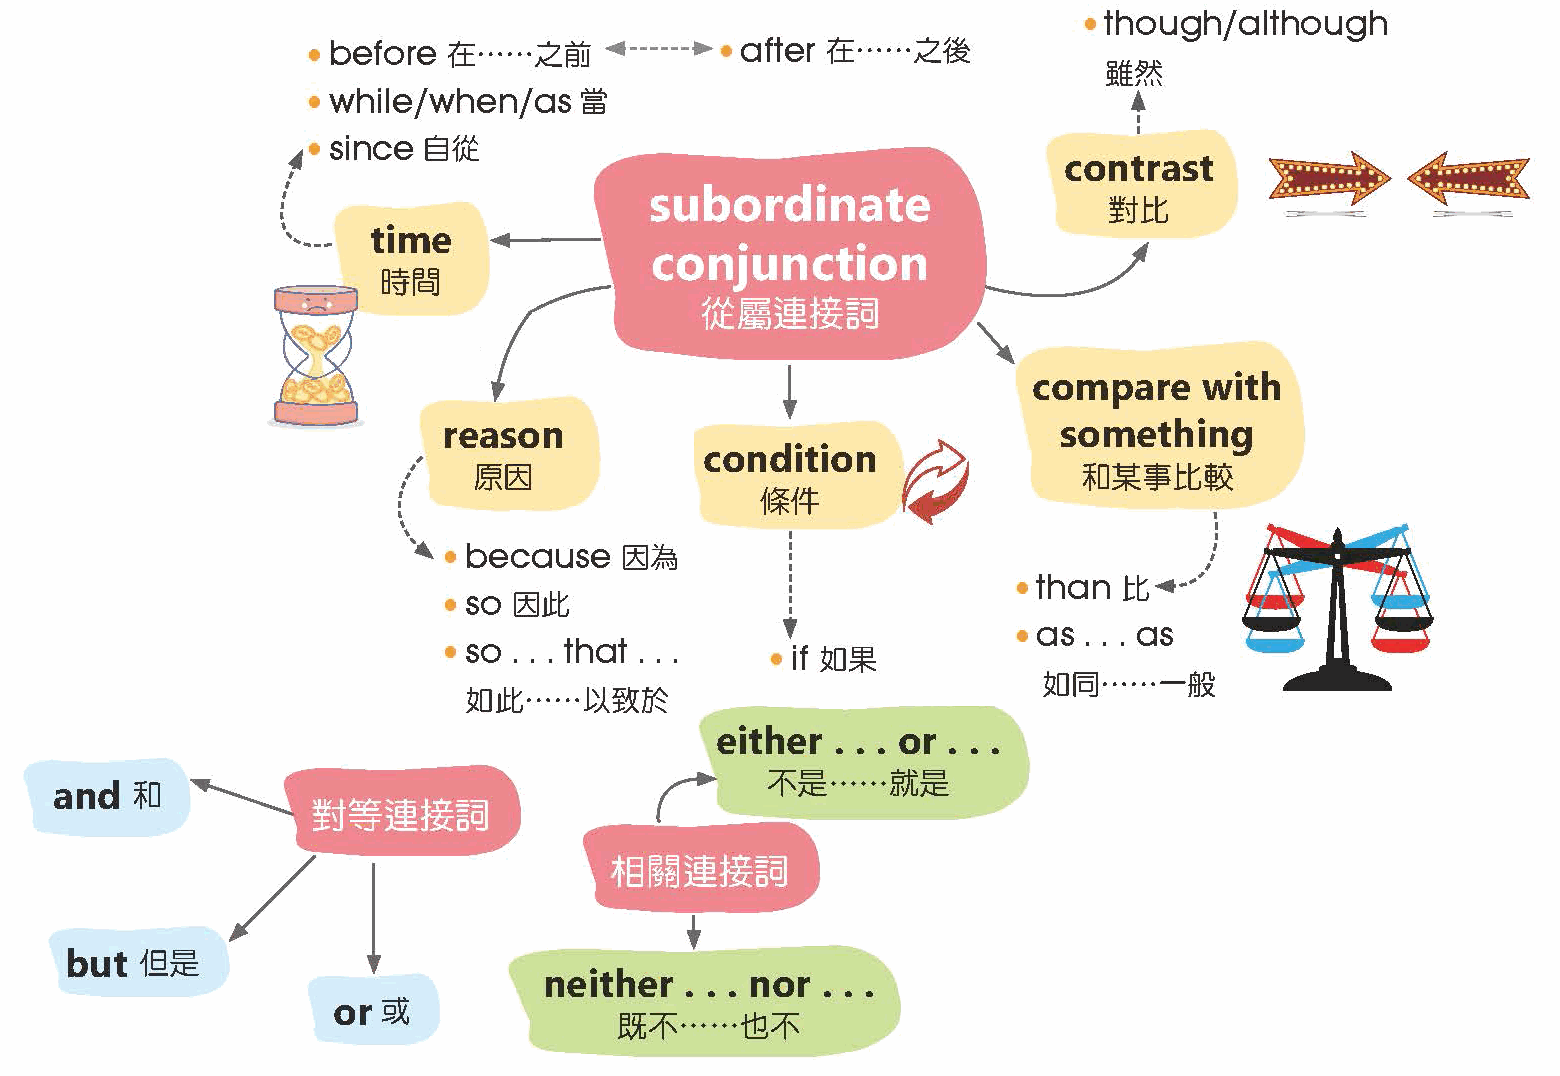 before 在⋯⋯之前
after 在⋯⋯之後
while/when/as 當
since 自從
though/although
雖然
subordinate
conjunction
從屬連接詞
contrast
對比
time
時間
compare with
something
和某事比較
reason
原因
condition
條件
because 因為
so 因此
so . . . that . . .
如此⋯⋯以致於
if 如果
than 比
as . . . as
如同⋯⋯一般
either . . . or . . .
不是⋯⋯就是
and 和
對等連接詞
相關連接詞
but 但是
or 或
neither . . . nor . . .
既不⋯⋯也不